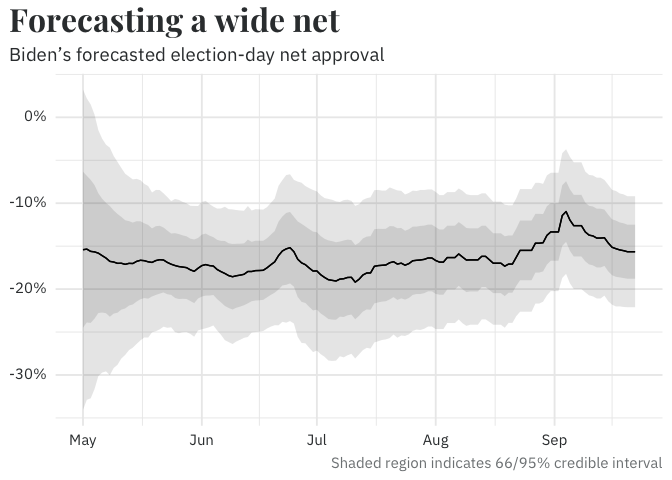 Forecasting a wide net
Biden’s forecasted election-day net approval
0%
-10%
-20%
-30%
May Jun Jul Aug Sep
Shaded region indicates 66/95% credible interval